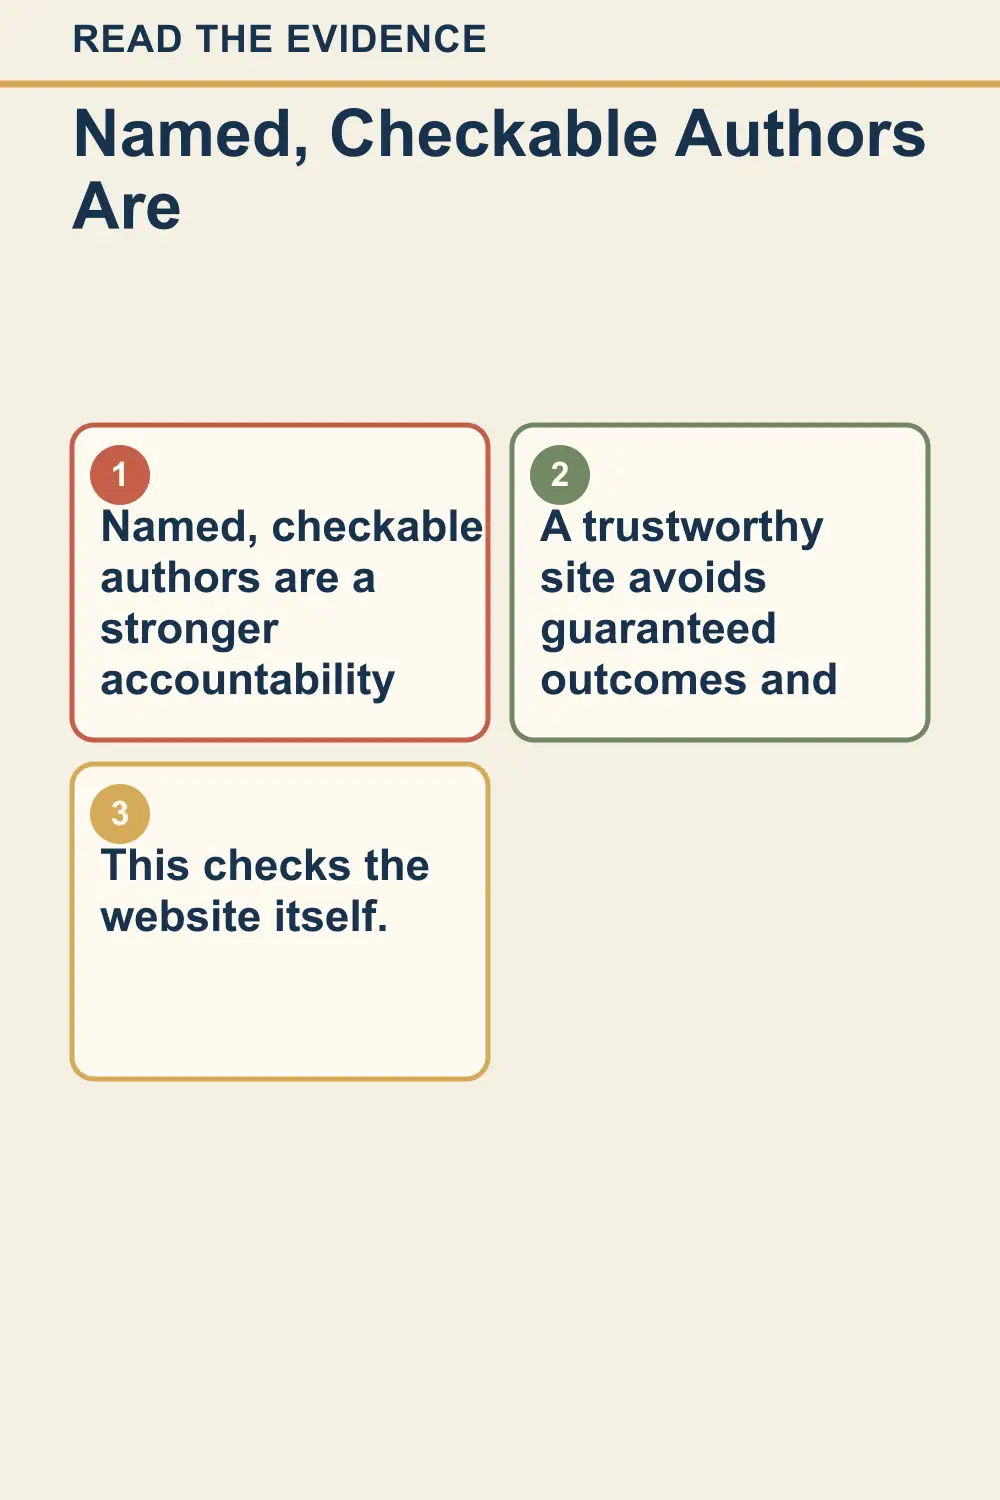 READ THE EVIDENCE
Named, Checkable Authors
Are
1
Named, checkable
authors are a
stronger
accountability
2
A trustworthy
site avoids
guaranteed
outcomes and
3
This checks the
website itself.